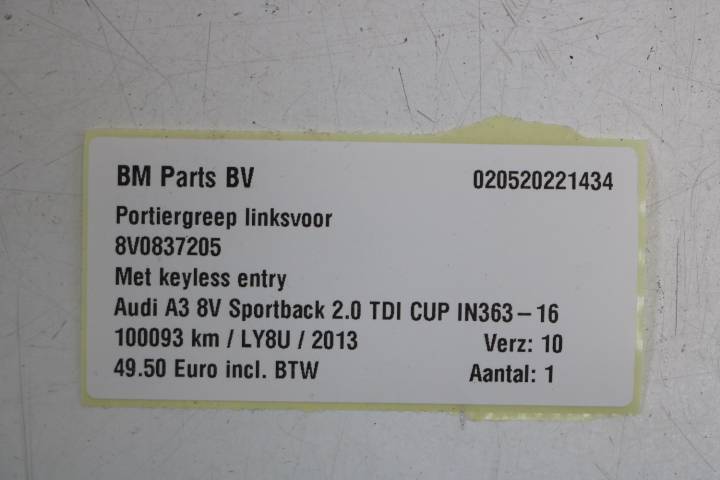 BM Parts BV 020520221434
Portiergreep linksvoor
8V0837205
Met keyless entry
Audi A3 8V Sportback 2.0 TDI CUP IN363-16
100093 km / LY8U / 2013 Verz: 10
49.50 Euro incl. BTW Aantal: 1